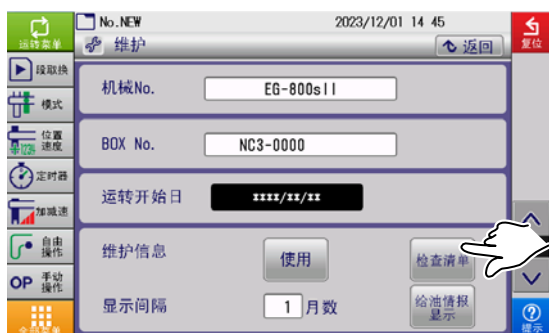 No.NEW
2023/12/01 14 45
运转菜单
维护
返回
复位
段取换
机械No.
EG-800sII
模式
位置
速度
BOX No.
NC3-0000
定时器
运转开始日
xxxx/xx/xx
加减速
自由
操作
维护信息
使用
检查清单
OP
手动
操作
显示间隔
1
月数
给油情报
显示
全部菜单
提示